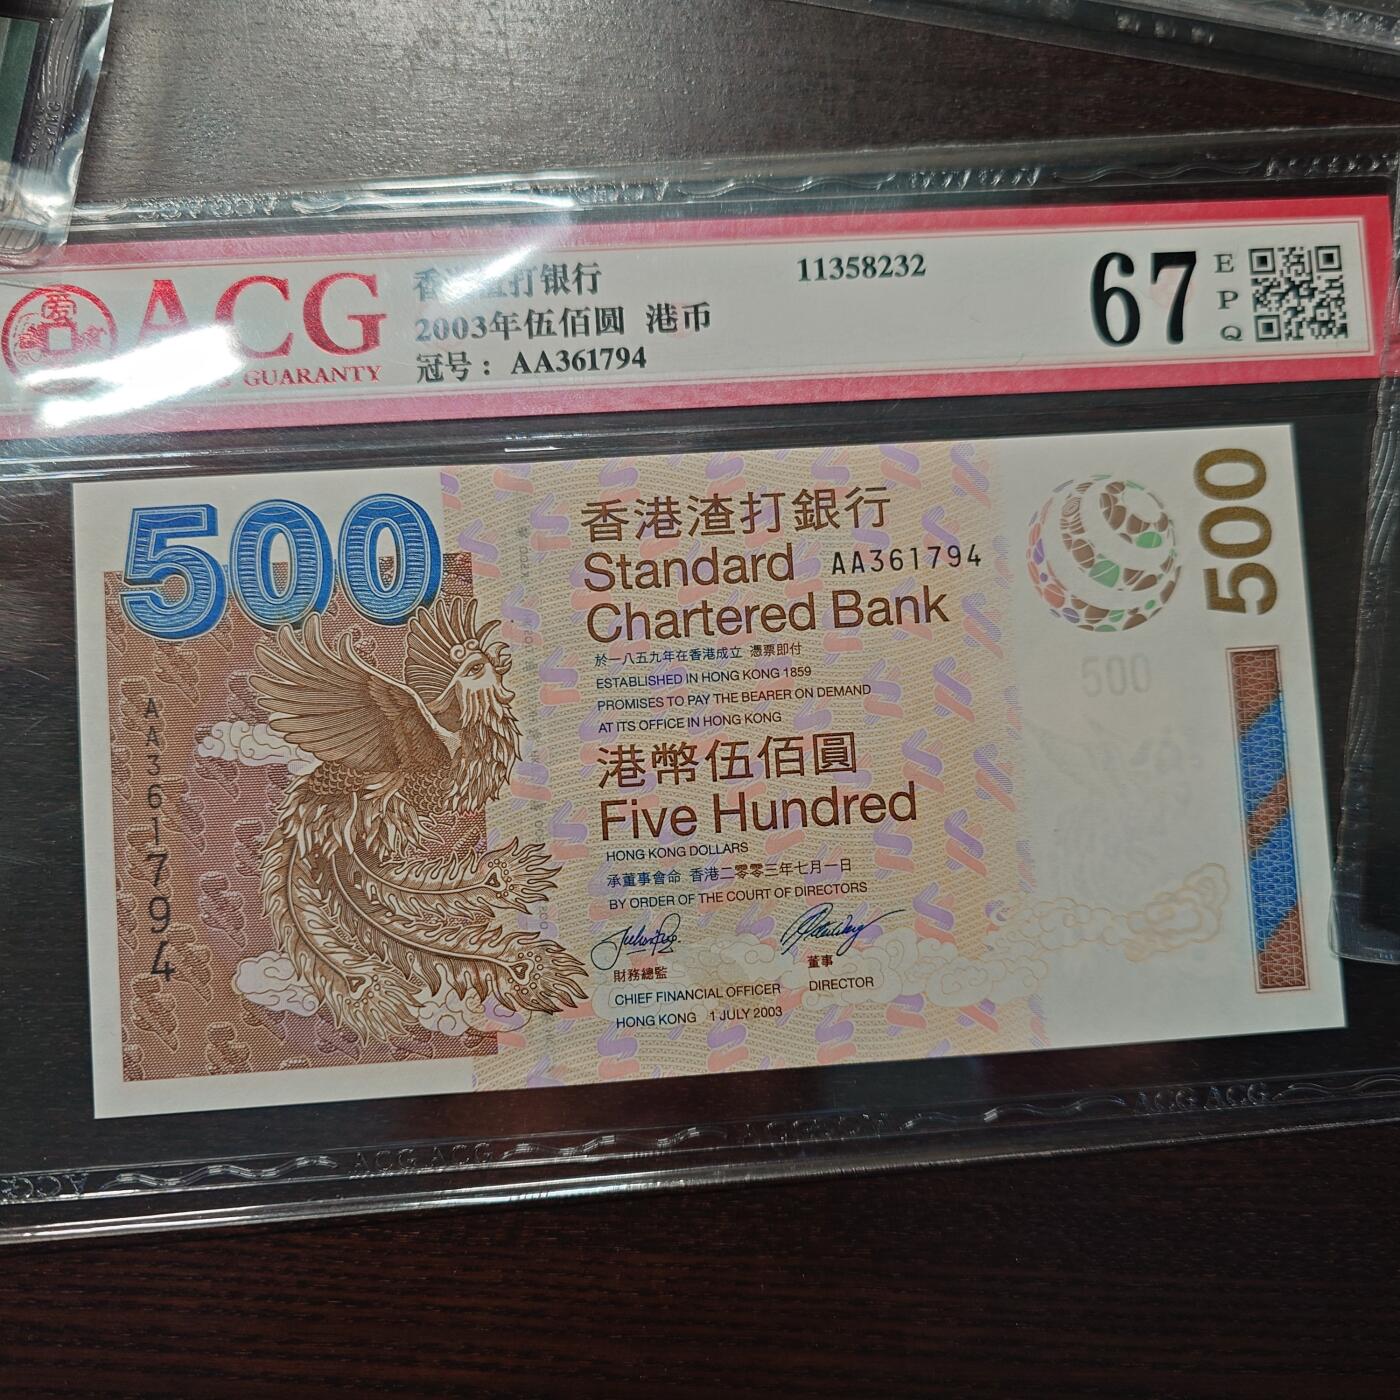 ACG
GUARANTY
香港渣打银行
2003年伍佰圆 港币
冠号： AA361794
11358232
67
EPQ
500
香港渣打銀行
Standard
Chartered Bank
AA361794
於一八五九年在香港成立 憑票即付
ESTABLISHED IN HONG KONG 1859
PROMISES TO PAY THE BEARER ON DEMAND
AT ITS OFFICE IN HONG KONG
港幣伍佰圓
Five Hundred
HONG KONG DOLLARS
承董事會命 香港二零零三年七月一日
BY ORDER OF THE COURT OF DIRECTORS
財務總監
董事
CHIEF FINANCIAL OFFICER
DIRECTOR
HONG KONG 1 JULY 2003
AA361794
500
500
ACG ACG
ACG ACG
ACG